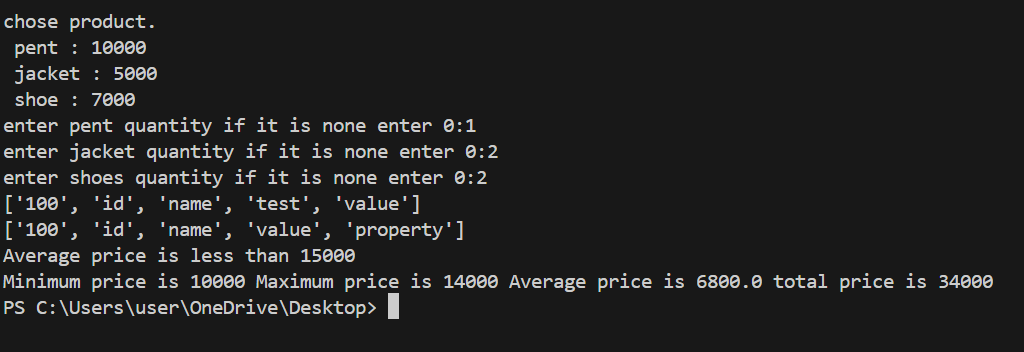 chose product.
pent : 10000
jacket : 5000
shoe : 7000
enter pent quantity if it is none enter 0:1
enter jacket quantity if it is none enter 0:2
enter shoes quantity if it is none enter 0:2
['100', 'id', 'name', 'test', 'value']
['100', 'id', 'name', 'value', 'property']
Average price is less than 15000
Minimum price is 10000 Maximum price is 14000 Average price is 6800.0 total price is 34000
PS C:\Users\user\OneDrive\Desktop>